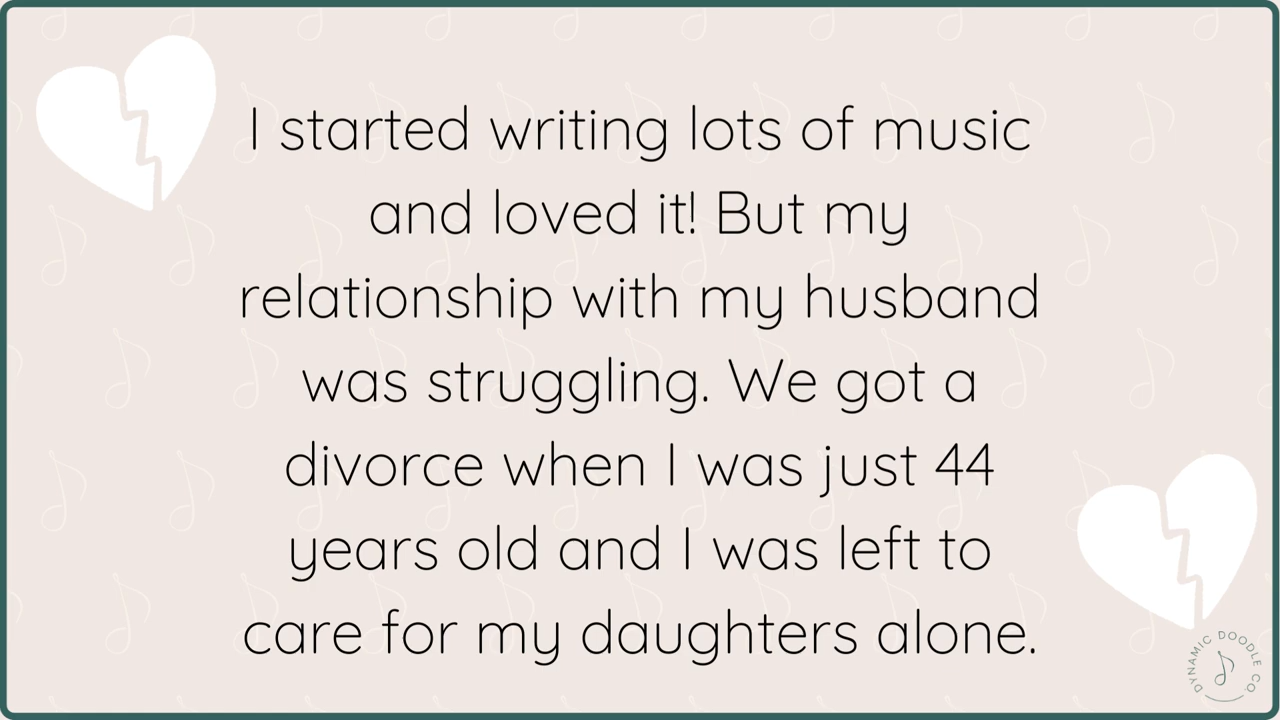 I started writing lots of music
and loved it! But my
relationship with my husband
was struggling. We got a
divorce when I was just 44
years old and I was left to
care for my daughters alone.
DYNAMIC DOODLE CO